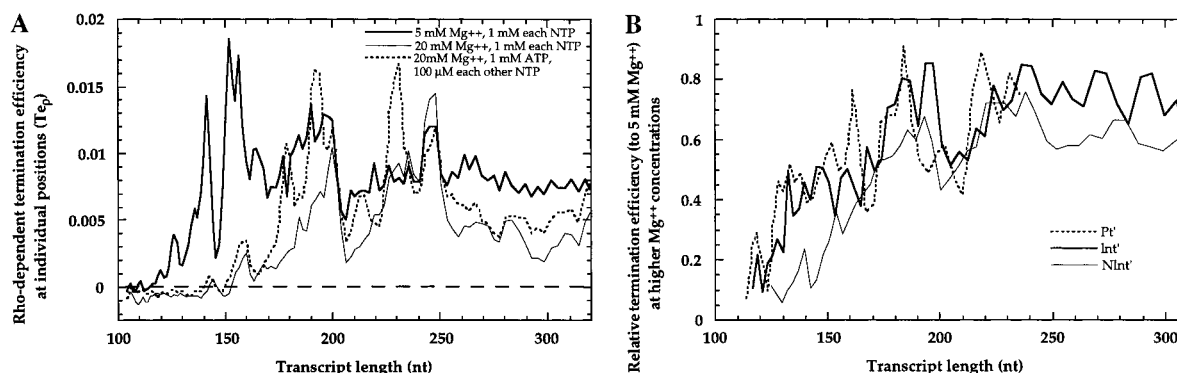 A
Rho-dependent termination efficiency
at individual positions (Teρ)
0.02
0.015
0.01
0.005
0
5 mM Mg++, 1 mM each NTP
20 mM Mg++, 1 mM each NTP
20mM Mg++, 1 mM ATP,
100 µM each other NTP
100
150
200
250
300
Transcript length (nt)
B
Relative termination efficiency (to 5 mM Mg++)
at higher Mg++ concentrations
1
0.8
0.6
0.4
0.2
0
Pt'
Int'
NInt'
100
150
200
250
300
Transcript length (nt)